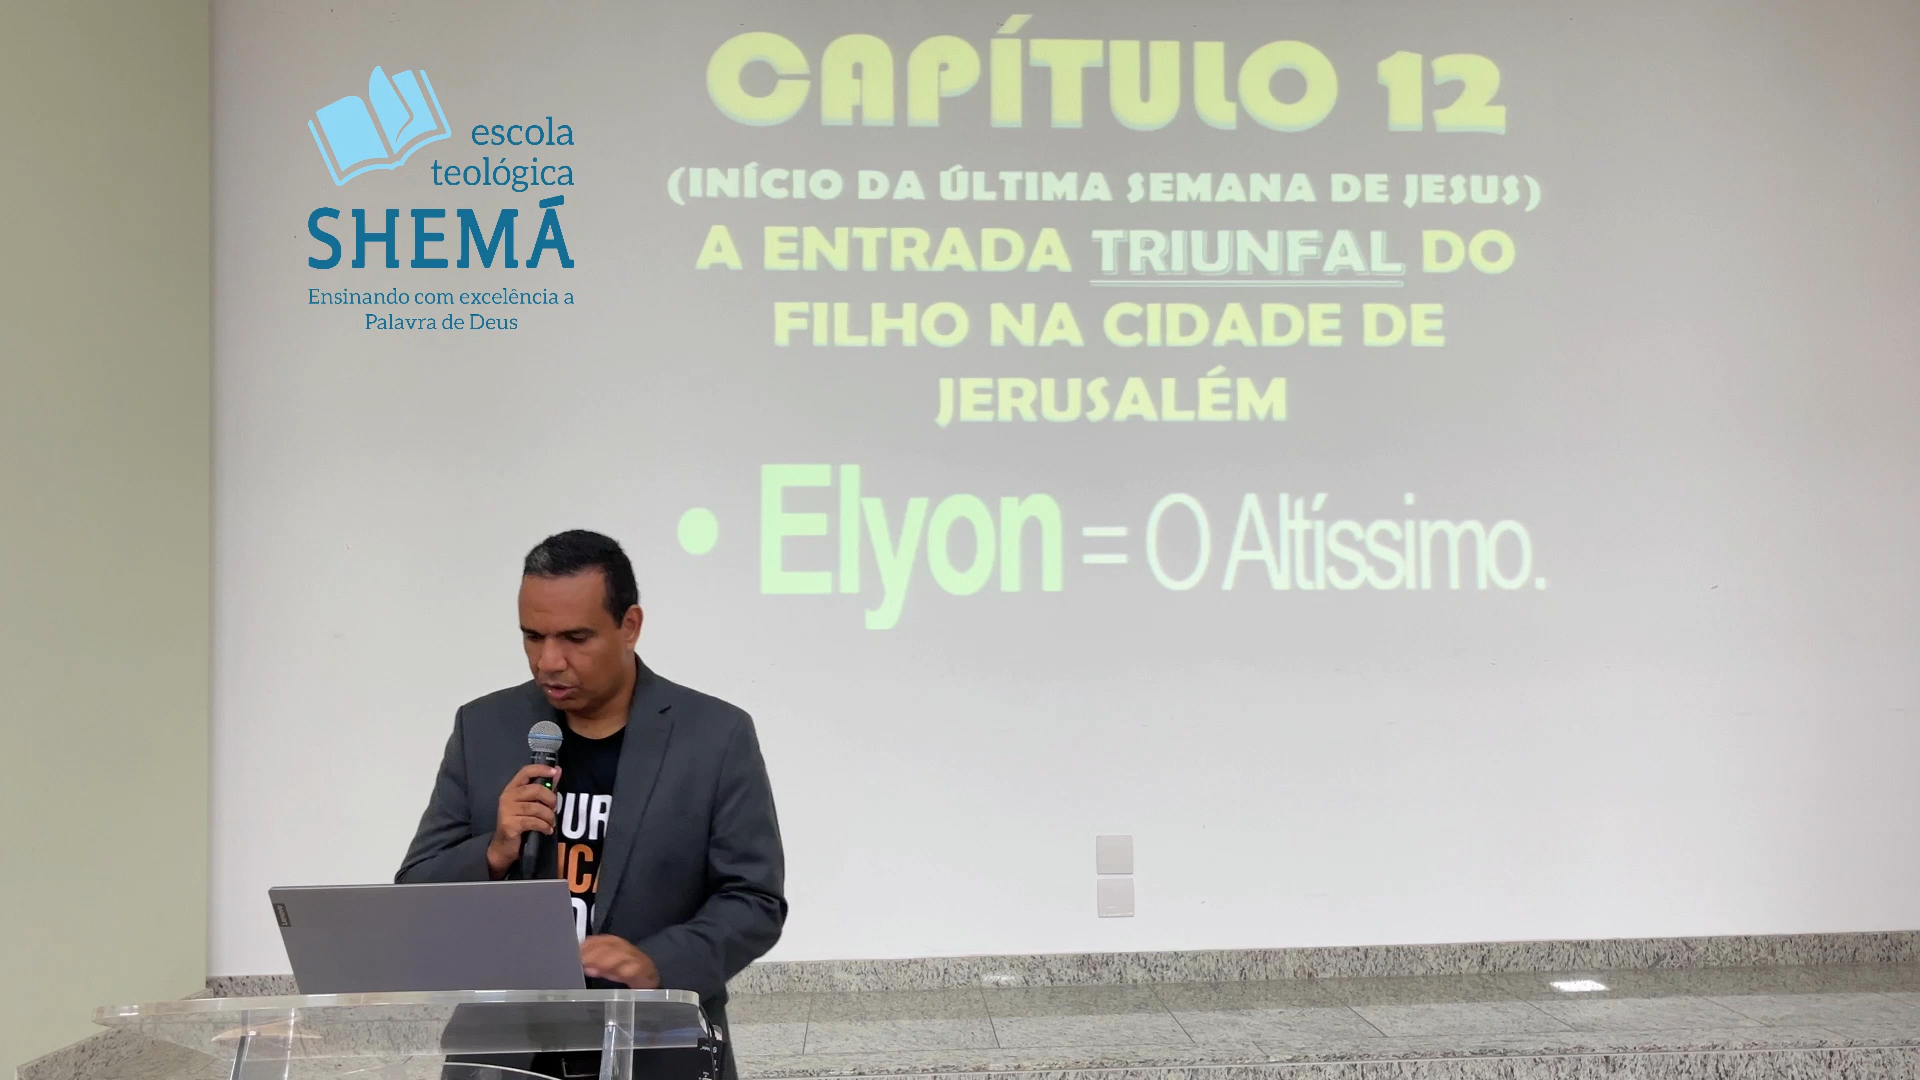 escola
teológica
SHEMÁ
Ensinando com excelência a
Palavra de Deus
CAPÍTULO 12
(INÍCIO DA ÚLTIMA SEMANA DE JESUS)
A ENTRADA TRIUNFAL DO
FILHO NA CIDADE DE
JERUSALÉM
• Elyon = O Altíssimo.
Lenovo